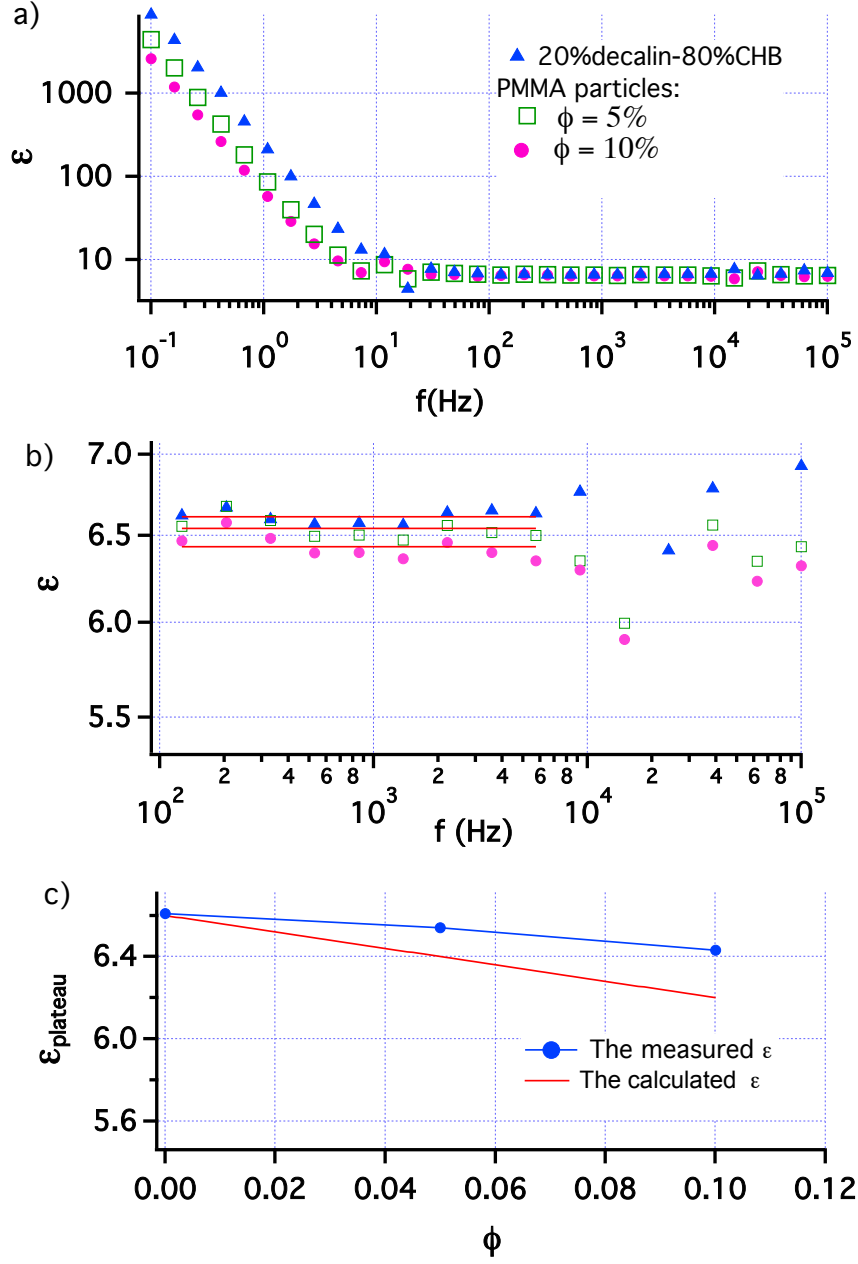 a)
20%decalin-80%CHB
PMMA particles:
ϕ = 5%
ϕ = 10%
1000
100
10
ε
10^-1 10^0 10^1 10^2 10^3 10^4 10^5
f(Hz)
b)
7.0
6.5
6.0
5.5
ε
2 4 6 8 2 4 6 8 2 4 6 8
10^2 10^3 10^4 10^5
f (Hz)
c)
6.4
6.0
5.6
ε_plateau
The measured ε
The calculated ε
0.00 0.02 0.04 0.06 0.08 0.10 0.12
ϕ